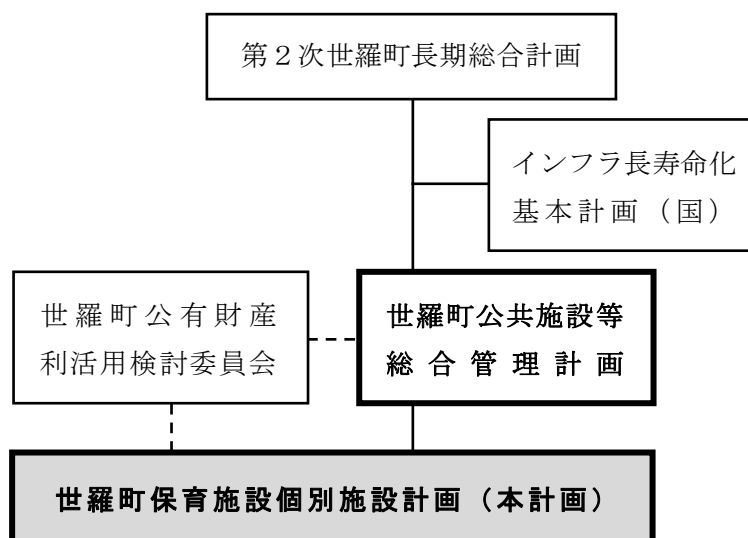 第２次世羅町長期総合計画
インフラ長寿命化
基本計画（国）
世羅町公有財産
利活用検討委員会
世羅町公共施設等
総合管理計画
世羅町保育施設個別施設計画（本計画）